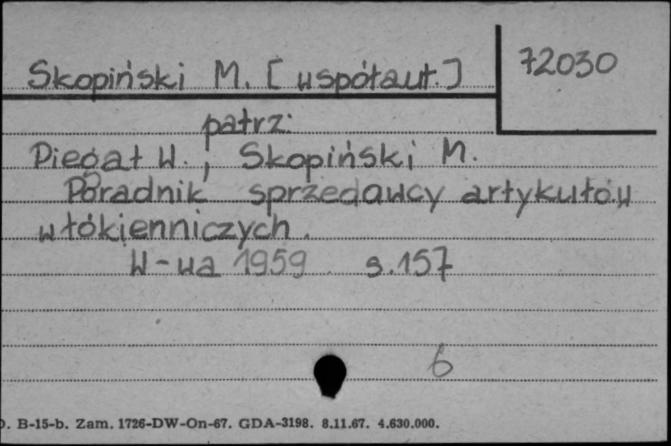 Skopiński M. [współaut.] 72030
patrz:
Piegat W., Skopiński M.
Poradnik sprzedawcy artykułów
włókienniczych.
W-wa 1959 s.157
6
. B-15-b. Zam. 1726-DW-On-67. GDA-3198. 8.11.67. 4.630.000.